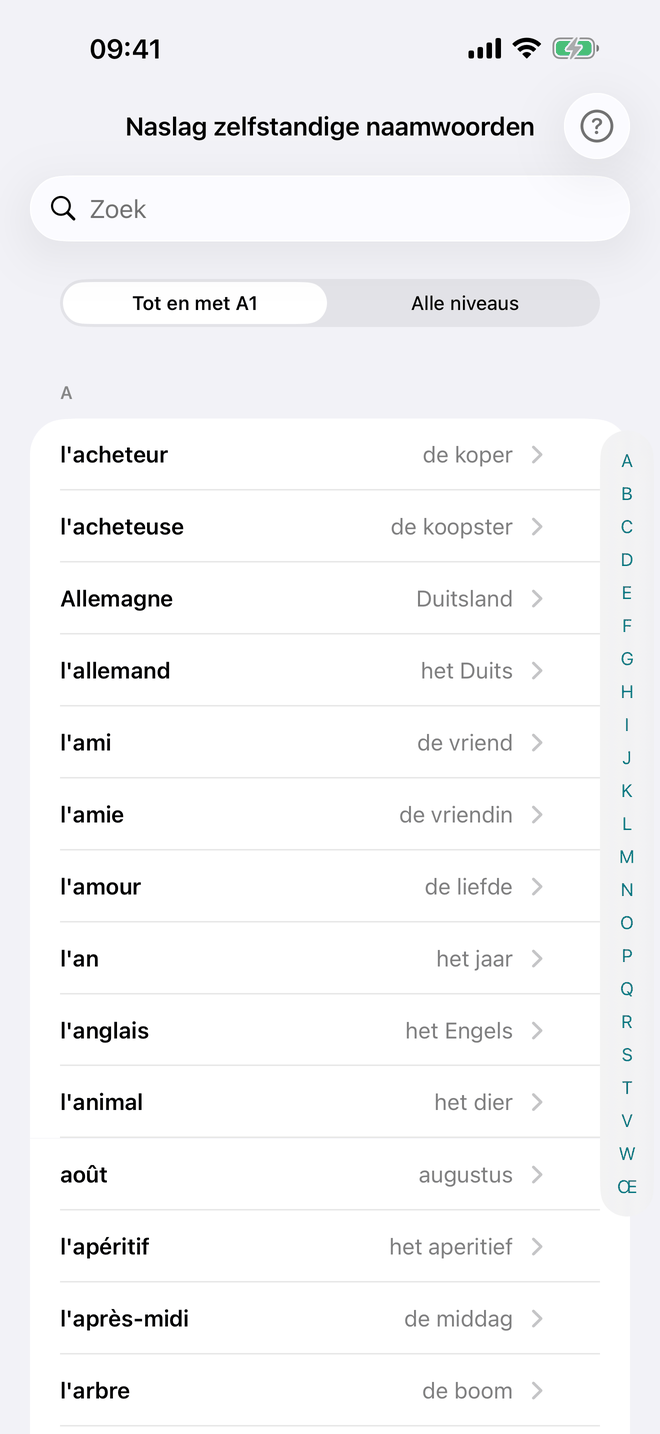 09:41
Naslag zelfstandige naamwoorden
?
Zoek
Tot en met A1
Alle niveaus
A
l'acheteur de koper
l'acheteuse de koopster
Allemagne Duitsland
l'allemand het Duits
l'ami de vriend
l'amie de vriendin
l'amour de liefde
l'an het jaar
l'anglais het Engels
l'animal het dier
août augustus
l'apéritif het aperitief
l'après-midi de middag
l'arbre de boom
A
B
C
D
E
F
G
H
I
J
K
L
M
N
O
P
Q
R
S
T
V
W
Œ